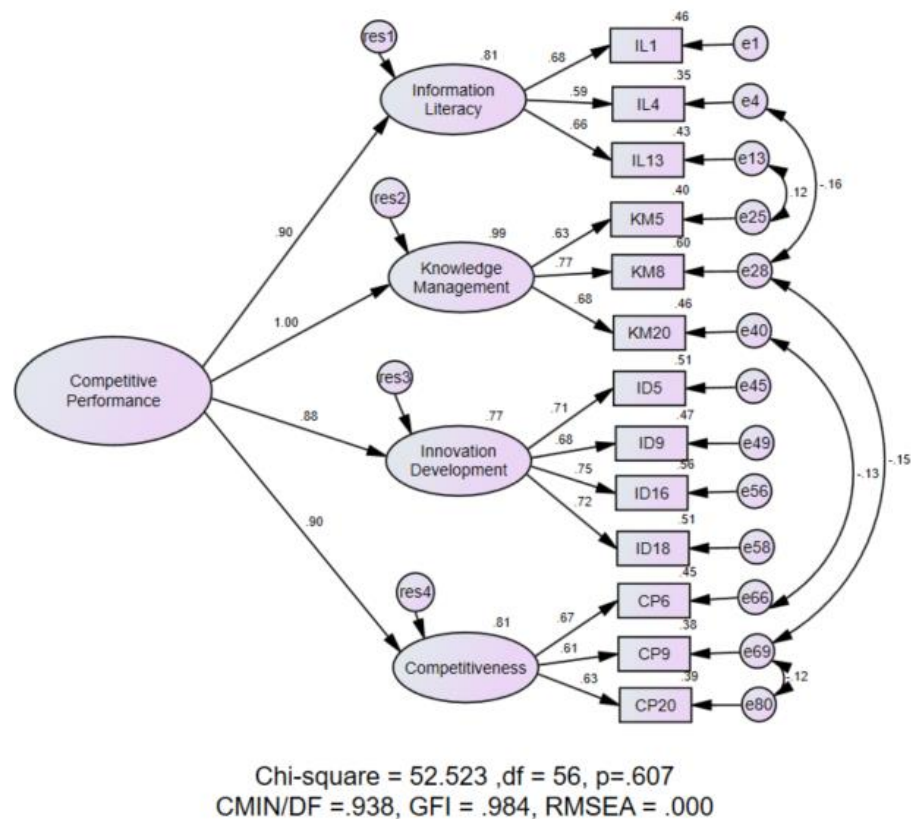 res1
.81
Information
Literacy
.68
.59
.66
.46
IL1
e1
.35
IL4
e4
.43
IL13
e13
.12
-.16
res2
.99
Knowledge
Management
.63
.77
.68
.40
KM5
e25
.60
KM8
e28
.46
KM20
e40
.90
1.00
.88
.90
Competitive
Performance
res3
.77
Innovation
Development
.71
.68
.75
.72
.51
ID5
e45
.47
ID9
e49
.56
ID16
e56
.51
ID18
e58
-.13
-.15
res4
.81
Competitiveness
.67
.61
.63
.45
CP6
e66
.38
CP9
e69
.39
CP20
e80
-.12
Chi-square = 52.523 ,df = 56, p=.607
CMIN/DF =.938, GFI = .984, RMSEA = .000